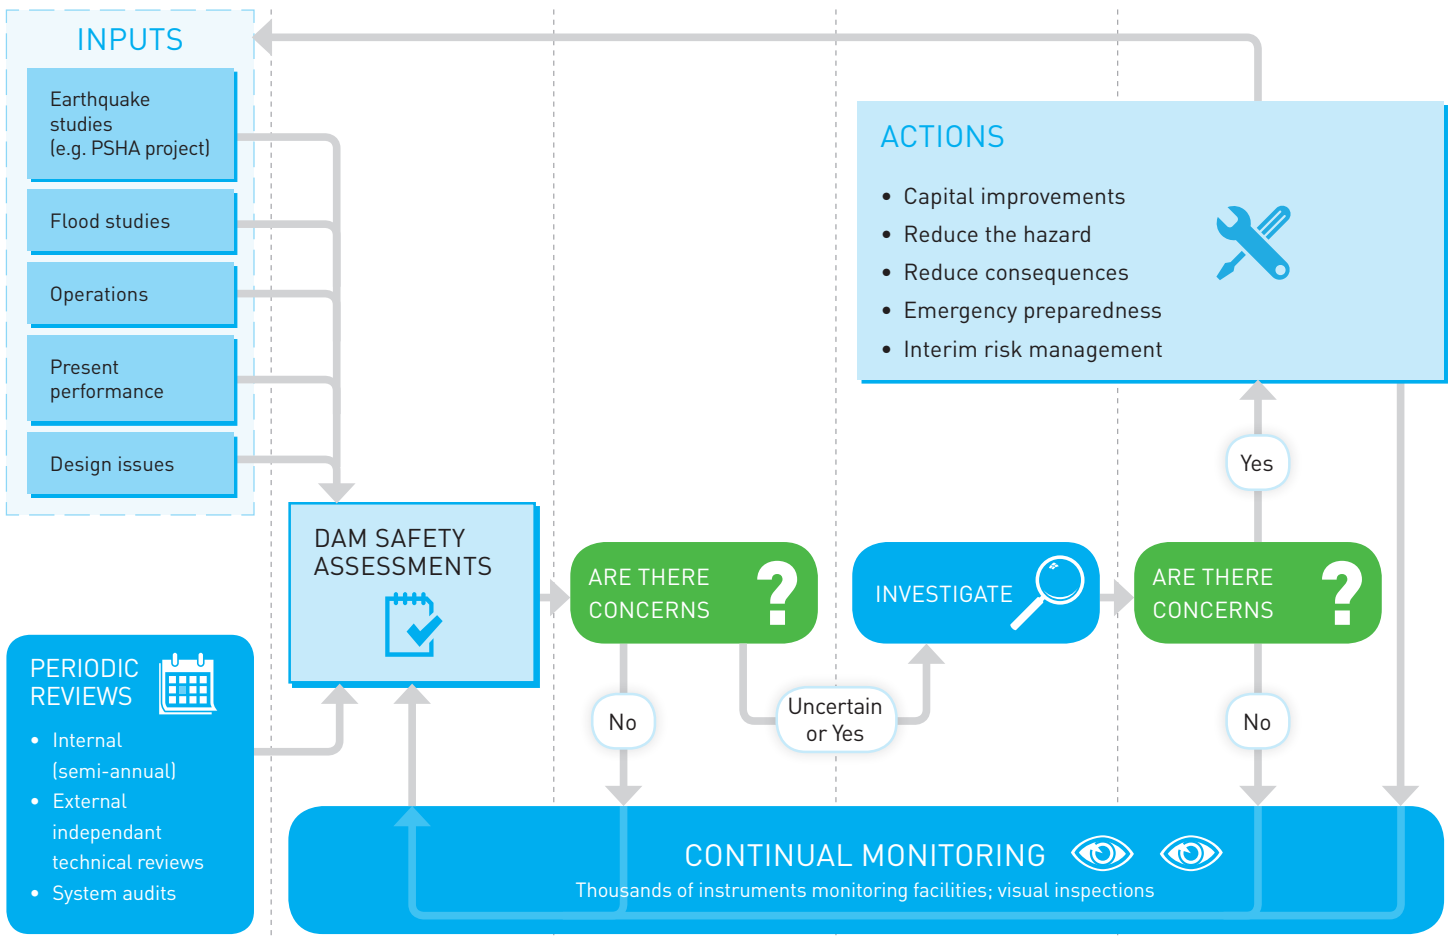 INPUTS
Earthquake
studies
(e.g. PSHA project)
Flood studies
Operations
Present
performance
Design issues
PERIODIC
REVIEWS
• Internal
(semi-annual)
• External
independant
technical reviews
• System audits
DAM SAFETY
ASSESSMENTS
ARE THERE
CONCERNS
?
No
Uncertain
or Yes
INVESTIGATE
ARE THERE
CONCERNS
?
Yes
No
ACTIONS
• Capital improvements
• Reduce the hazard
• Reduce consequences
• Emergency preparedness
• Interim risk management
CONTINUAL MONITORING
Thousands of instruments monitoring facilities; visual inspections